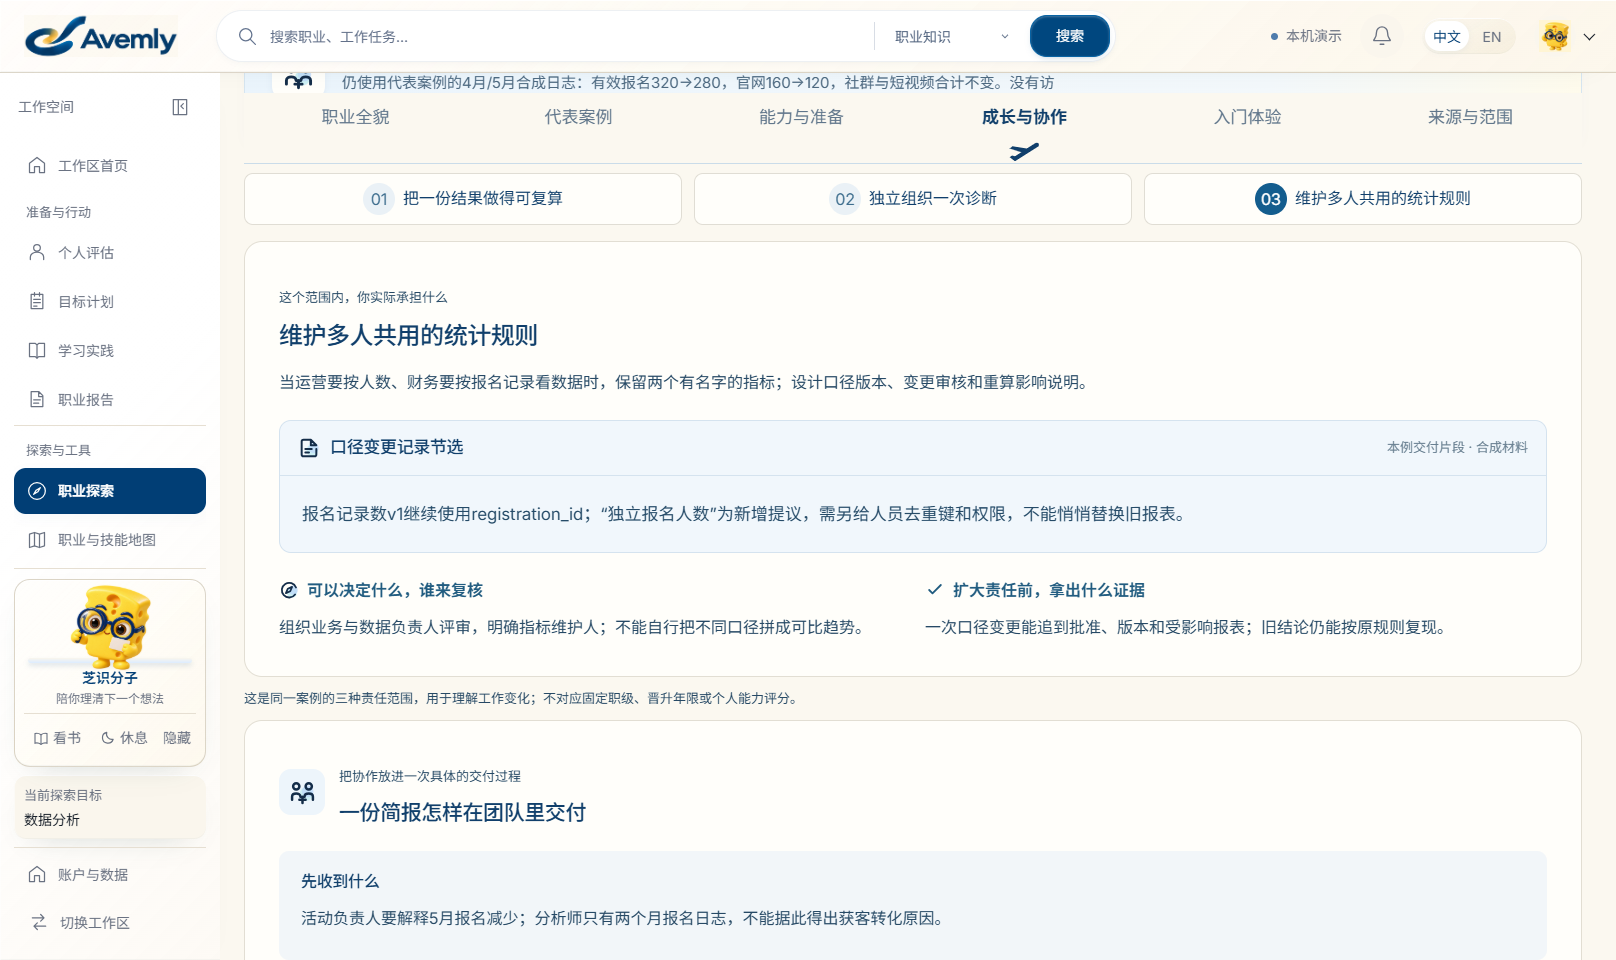 Avemly
搜索职业、工作任务...
职业知识
搜索
本机演示
中文
EN
工作空间
工作区首页
准备与行动
个人评估
目标计划
学习实践
职业报告
探索与工具
职业探索
职业与技能地图
芝识分子
陪你理清下一个想法
看书
休息
隐藏
当前探索目标
数据分析
账户与数据
切换工作区
仍使用代表案例的4月/5月合成日志：有效报名320→280，官网160→120，社群与短视频合计不变。没有访
职业全貌
代表案例
能力与准备
成长与协作
入门体验
来源与范围
01 把一份结果做得可复算
02 独立组织一次诊断
03 维护多人共用的统计规则
这个范围内，你实际承担什么
维护多人共用的统计规则
当运营要按人数、财务要按报名记录看数据时，保留两个有名字的指标；设计口径版本、变更审核和重算影响说明。
口径变更记录节选
本例交付片段 · 合成材料
报名记录数v1继续使用registration_id；“独立报名人数”为新增提议，需另给人员去重键和权限，不能悄悄替换旧报表。
可以决定什么，谁来复核
组织业务与数据负责人评审，明确指标维护人；不能自行把不同口径拼成可比趋势。
扩大责任前，拿出什么证据
一次口径变更能追到批准、版本和受影响报表；旧结论仍能按原规则复现。
这是同一案例的三种责任范围，用于理解工作变化；不对应固定职级、晋升年限或个人能力评分。
把协作放进一次具体的交付过程
一份简报怎样在团队里交付
先收到什么
活动负责人要解释5月报名减少；分析师只有两个月报名日志，不能据此得出获客转化原因。